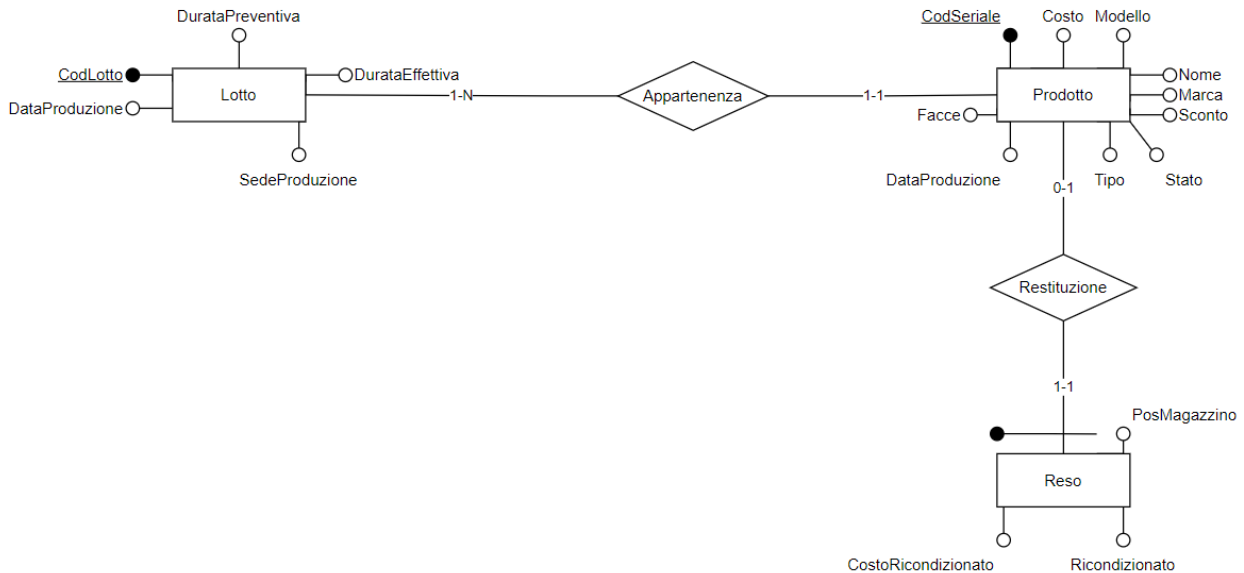 DurataPreventiva
CodSeriale
Costo
Modello
CodLotto
Lotto
DurataEffettiva
1-N
Appartenenza
1-1
Prodotto
Nome
Marca
Sconto
DataProduzione
Facce
SedeProduzione
DataProduzione
Tipo
Stato
0-1
Restituzione
1-1
PosMagazzino
Reso
CostoRicondizionato
Ricondizionato